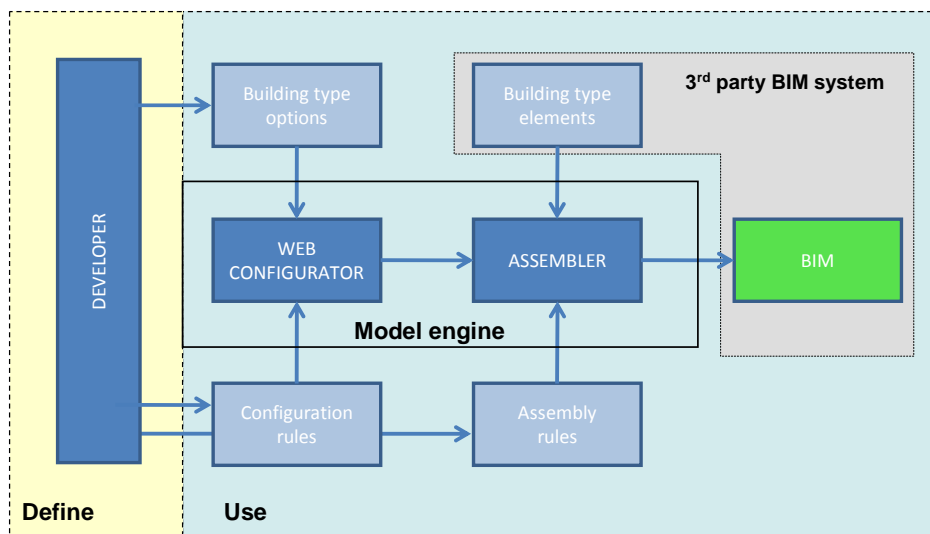 Building type
options
Building type
elements
3rd party BIM system
DEVELOPER
WEB
CONFIGURATOR
ASSEMBLER
BIM
Model engine
Configuration
rules
Assembly
rules
Define
Use